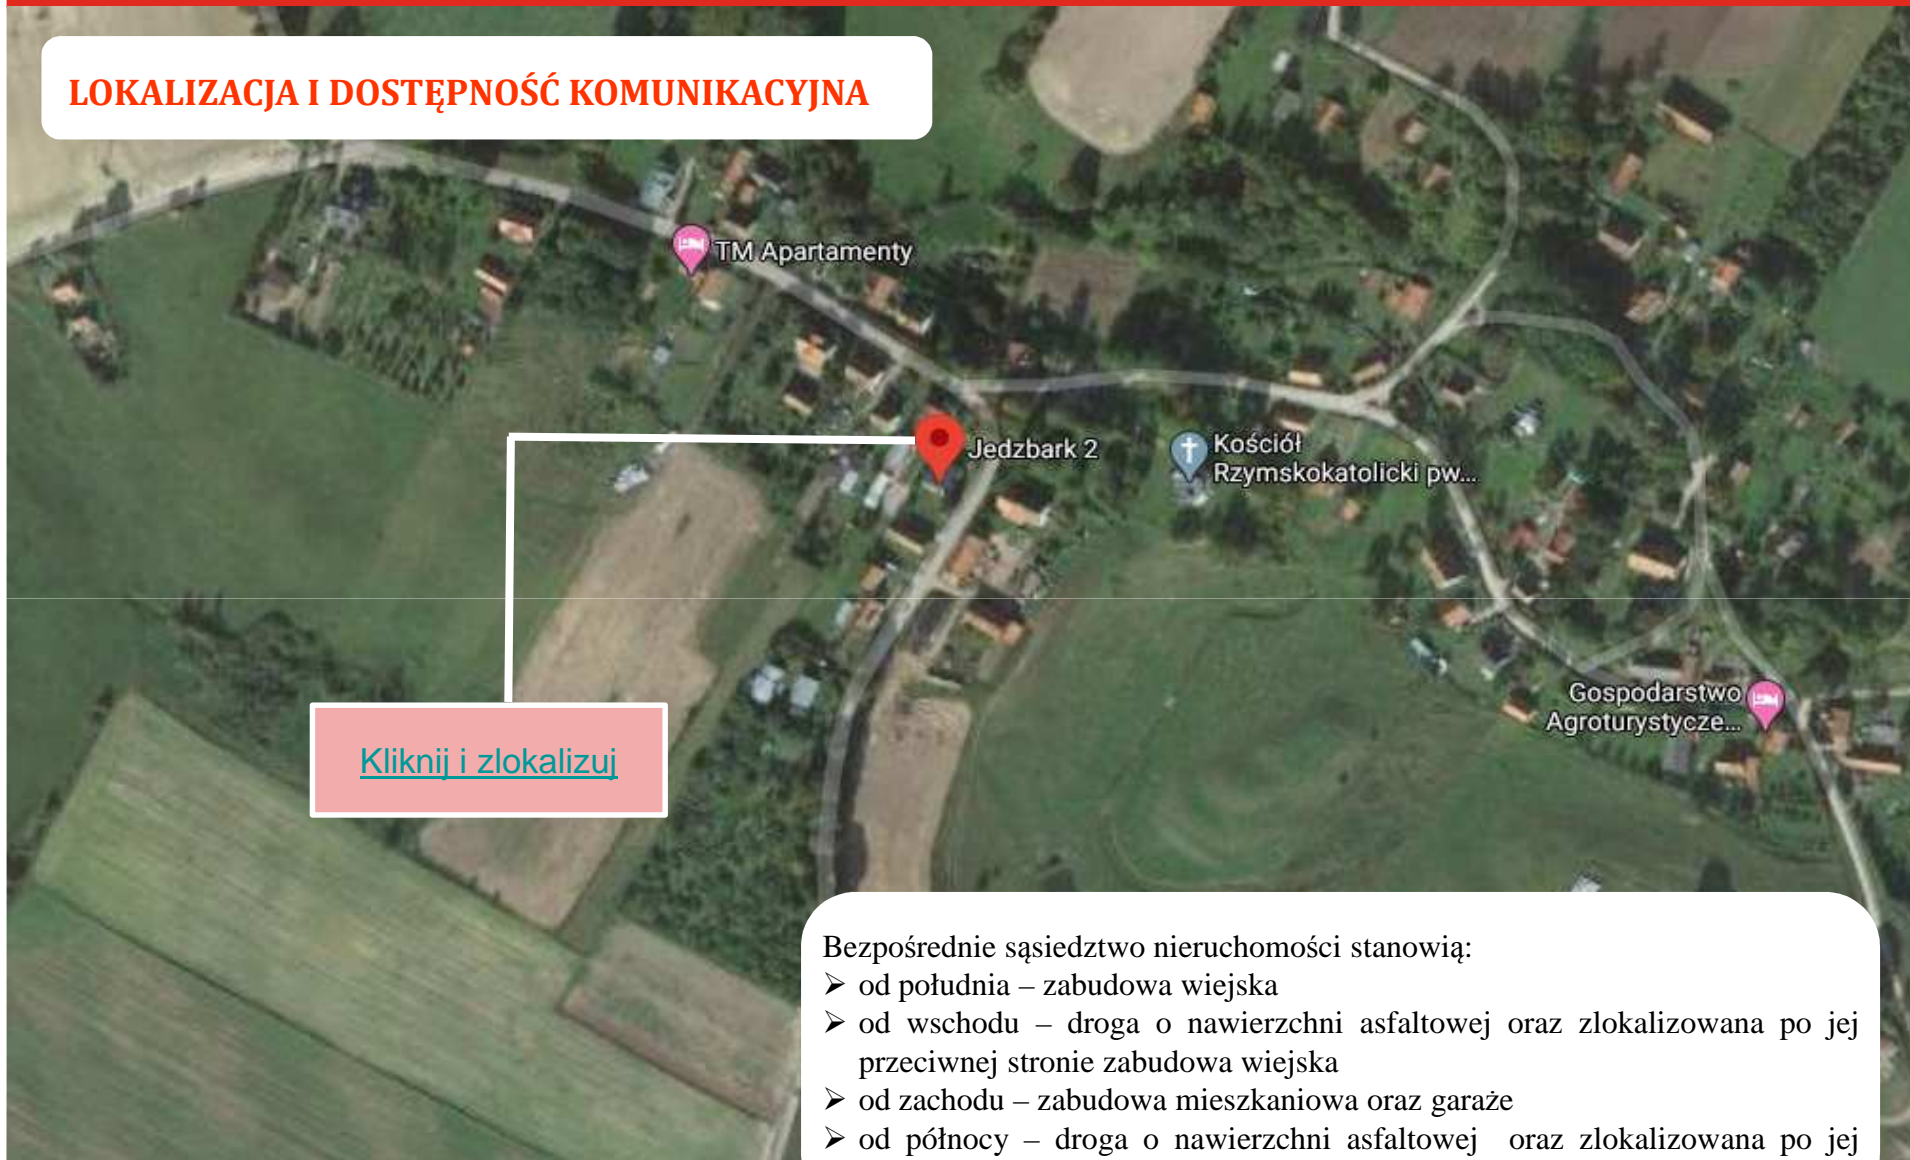 LOKALIZACJA I DOSTĘPNOŚĆ KOMUNIKACYJNA
TM Apartamenty
Jedzbark 2
Kościół
Rzymskokatolicki pw...
Gospodarstwo
Agroturystycze...
Kliknij i zlokalizuj
Bezpośrednie sąsiedztwo nieruchomości stanowią:
➢ od południa – zabudowa wiejska
➢ od wschodu – droga o nawierzchni asfaltowej oraz zlokalizowana po jej
przeciwnej stronie zabudowa wiejska
➢ od zachodu – zabudowa mieszkaniowa oraz garaże
➢ od północy – droga o nawierzchni asfaltowej oraz zlokalizowana po jej